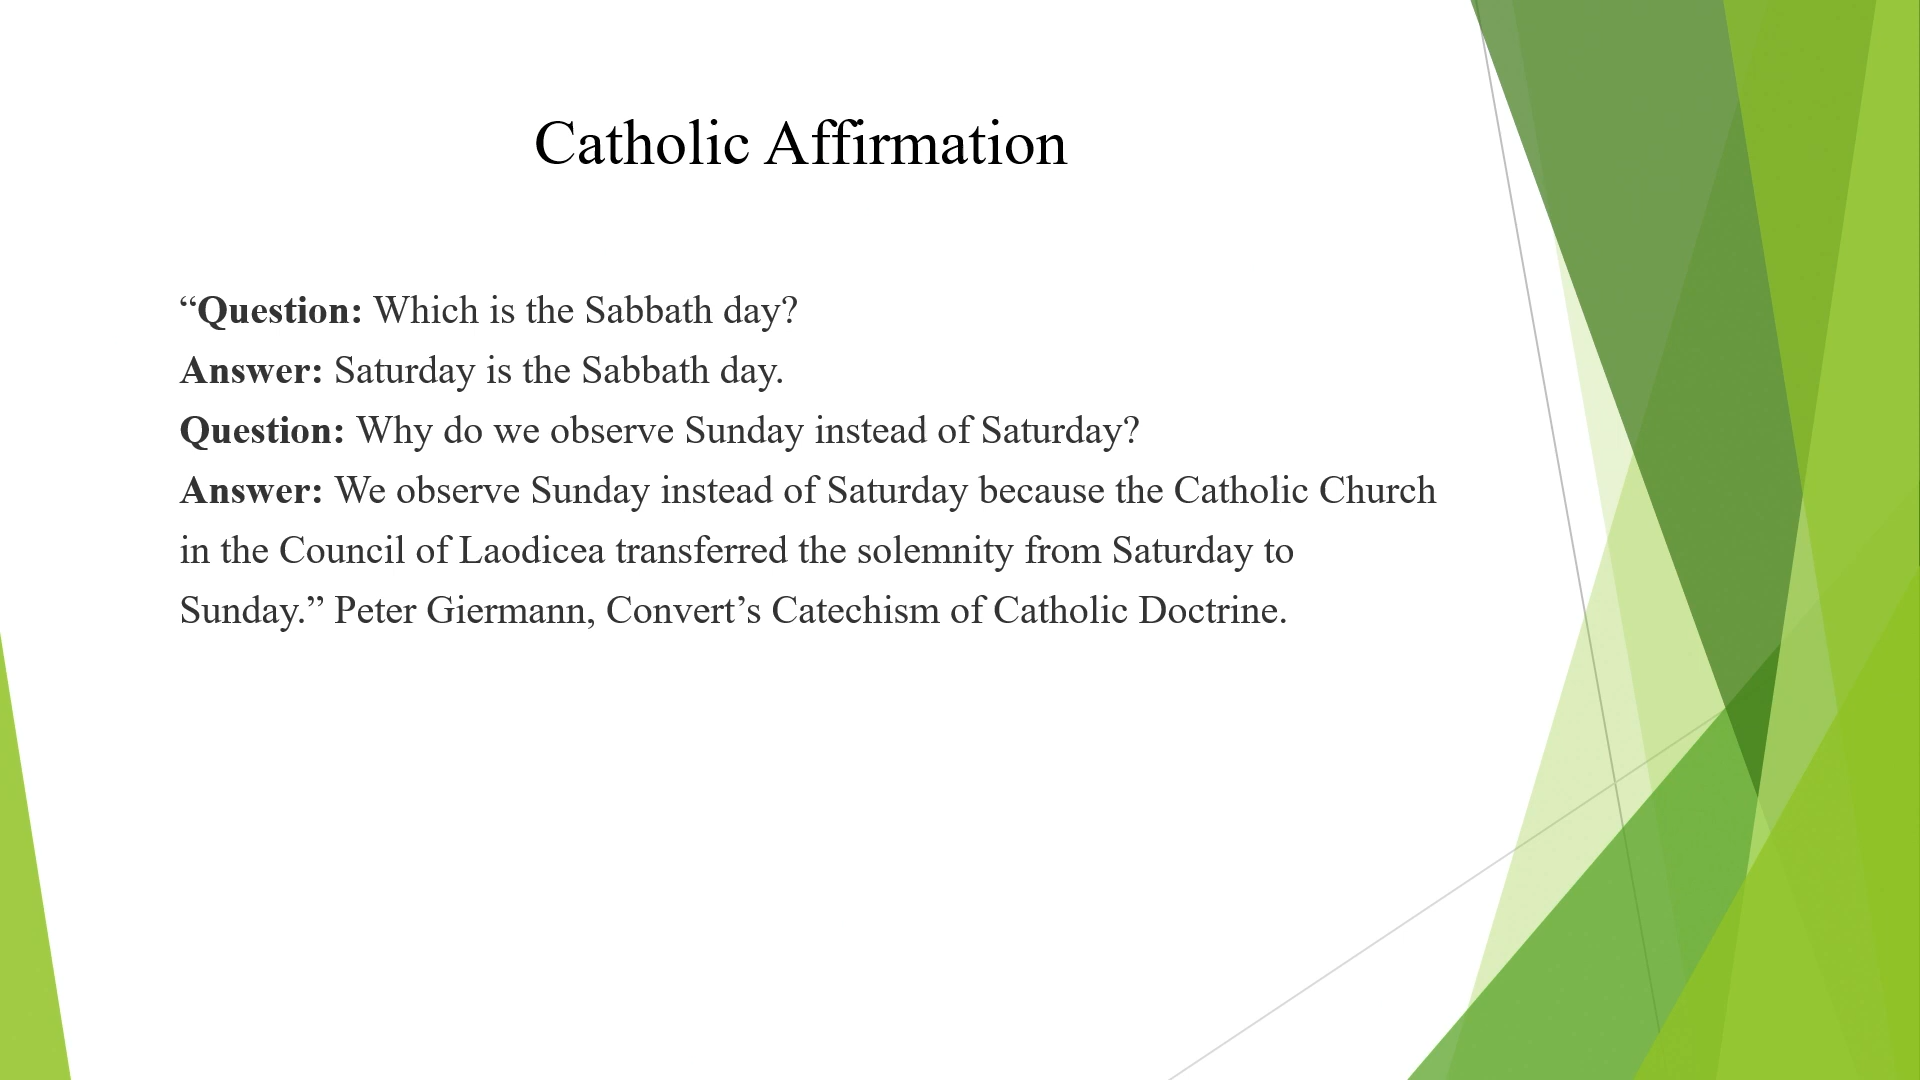 Catholic Affirmation
“Question: Which is the Sabbath day?
Answer: Saturday is the Sabbath day.
Question: Why do we observe Sunday instead of Saturday?
Answer: We observe Sunday instead of Saturday because the Catholic Church
in the Council of Laodicea transferred the solemnity from Saturday to
Sunday.” Peter Giermann, Convert’s Catechism of Catholic Doctrine.